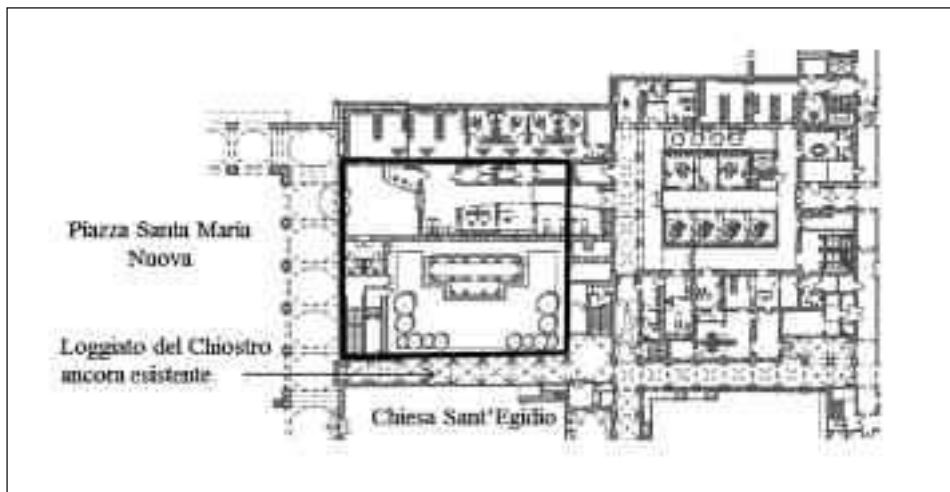 Piazza Santa Maria
Nuova
Loggiato del Chiostro
ancora esistente
Chiesa Sant'Egidio